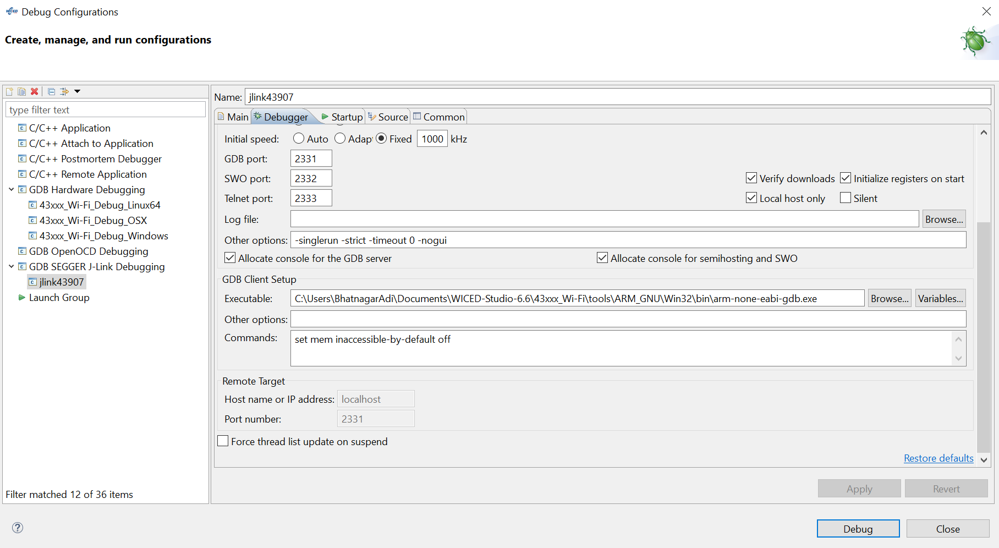 WICED Debug Configurations
Create, manage, and run configurations
type filter text
C/C++ Application
C/C++ Attach to Application
C/C++ Postmortem Debugger
C/C++ Remote Application
GDB Hardware Debugging
43xxx_Wi-Fi_Debug_Linux64
43xxx_Wi-Fi_Debug_OSX
43xxx_Wi-Fi_Debug_Windows
GDB OpenOCD Debugging
GDB SEGGER J-Link Debugging
jlink43907
Launch Group
Filter matched 12 of 36 items
Name: jlink43907
Main Debugger Startup Source Common
Initial speed: Auto Adap Fixed 1000 kHz
GDB port: 2331
SWO port: 2332 Verify downloads Initialize registers on start
Telnet port: 2333 Local host only Silent
Log file: Browse...
Other options: -singlerun -strict -timeout 0 -nogui
Allocate console for the GDB server Allocate console for semihosting and SWO
GDB Client Setup
Executable: C:\Users\BhatnagarAdi\Documents\WICED-Studio-6.6\43xxx_Wi-Fi\tools\ARM_GNU\Win32\bin\arm-none-eabi-gdb.exe Browse... Variables...
Other options:
Commands: set mem inaccessible-by-default off
Remote Target
Host name or IP address: localhost
Port number: 2331
Force thread list update on suspend
Restore defaults
Apply Revert
Debug Close